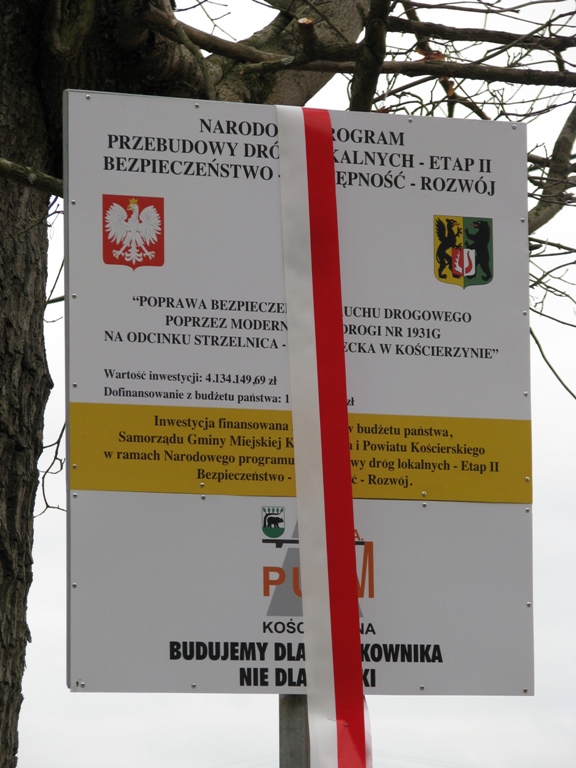 NARODO ROGRAM
PRZEBUDOWY DRÓ KALNYCH - ETAP II
BEZPIECZEŃSTWO - ĘPNOŚĆ - ROZWÓJ
“POPRAWA BEZPIECZE UCHU DROGOWEGO
POPRZEZ MODERN OROGI NR 1931G
NA ODCINKU STRZELNICA - ECKA W KOŚCIERZYNIE”
Wartość inwestycji: 4.134.149,69 zł
Dofinansowanie z budżetu państwa: 1 zł
Inwestycja finansowana w budżetu państwa,
Samorządu Gminy Miejskiej K a i Powiatu Kościerskiego
w ramach Narodowego programu wy dróg lokalnych - Etap II
Bezpieczeństwo - ść - Rozwój.
A
PU M
KOŚC NA
BUDUJEMY DLA KOWNIKA
NIE DLA KI